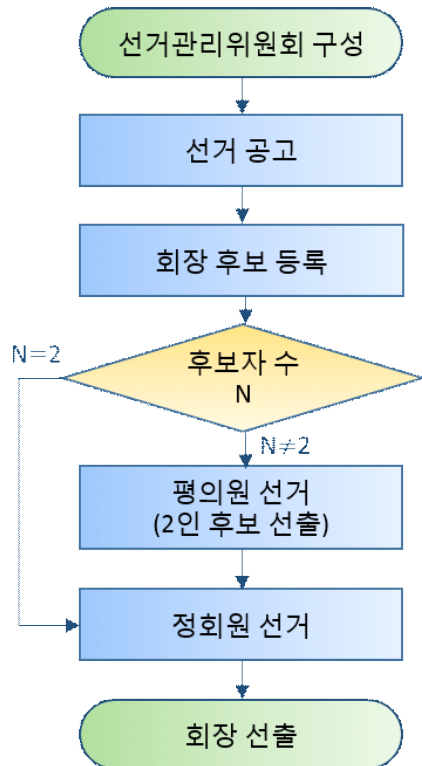 선거관리위원회 구성
선거 공고
회장 후보 등록
N=2
후보자 수
N
N≠2
평의원 선거
(2인 후보 선출)
정회원 선거
회장 선출